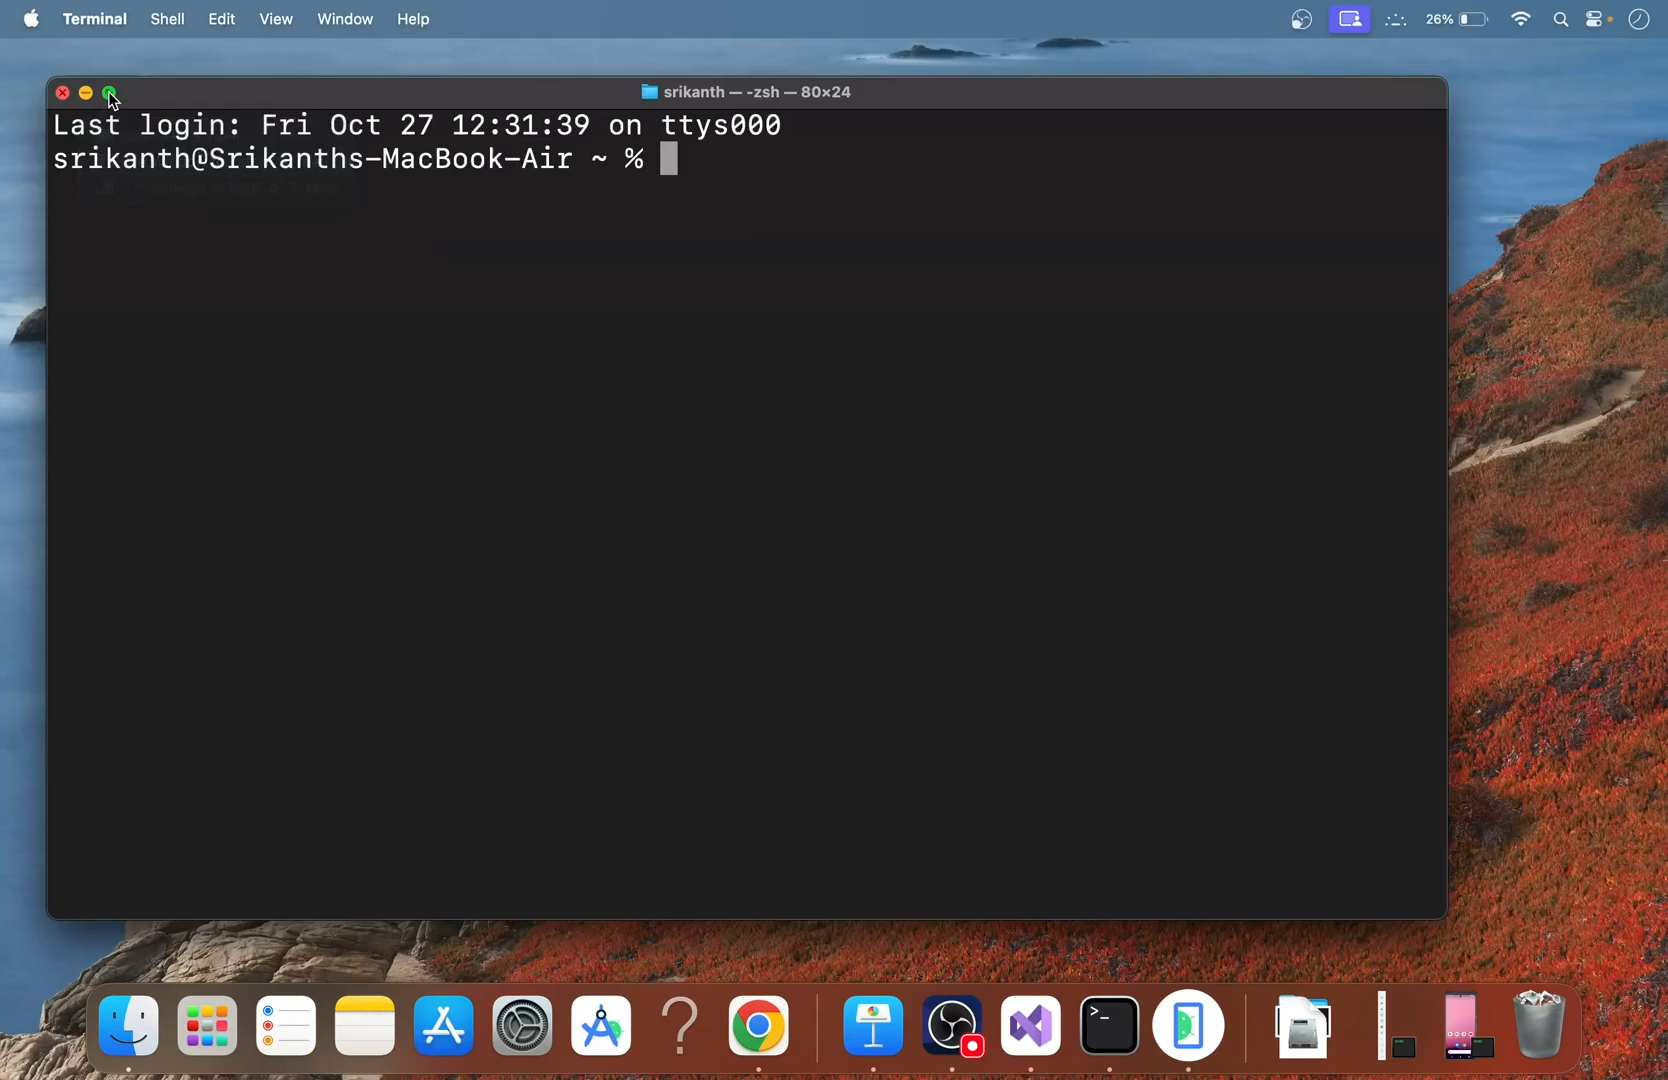 Terminal Shell Edit View Window Help 26%
srikanth — -zsh — 80×24
Last login: Fri Oct 27 12:31:39 on ttys000
srikanth@Srikanths-MacBook-Air ~ %